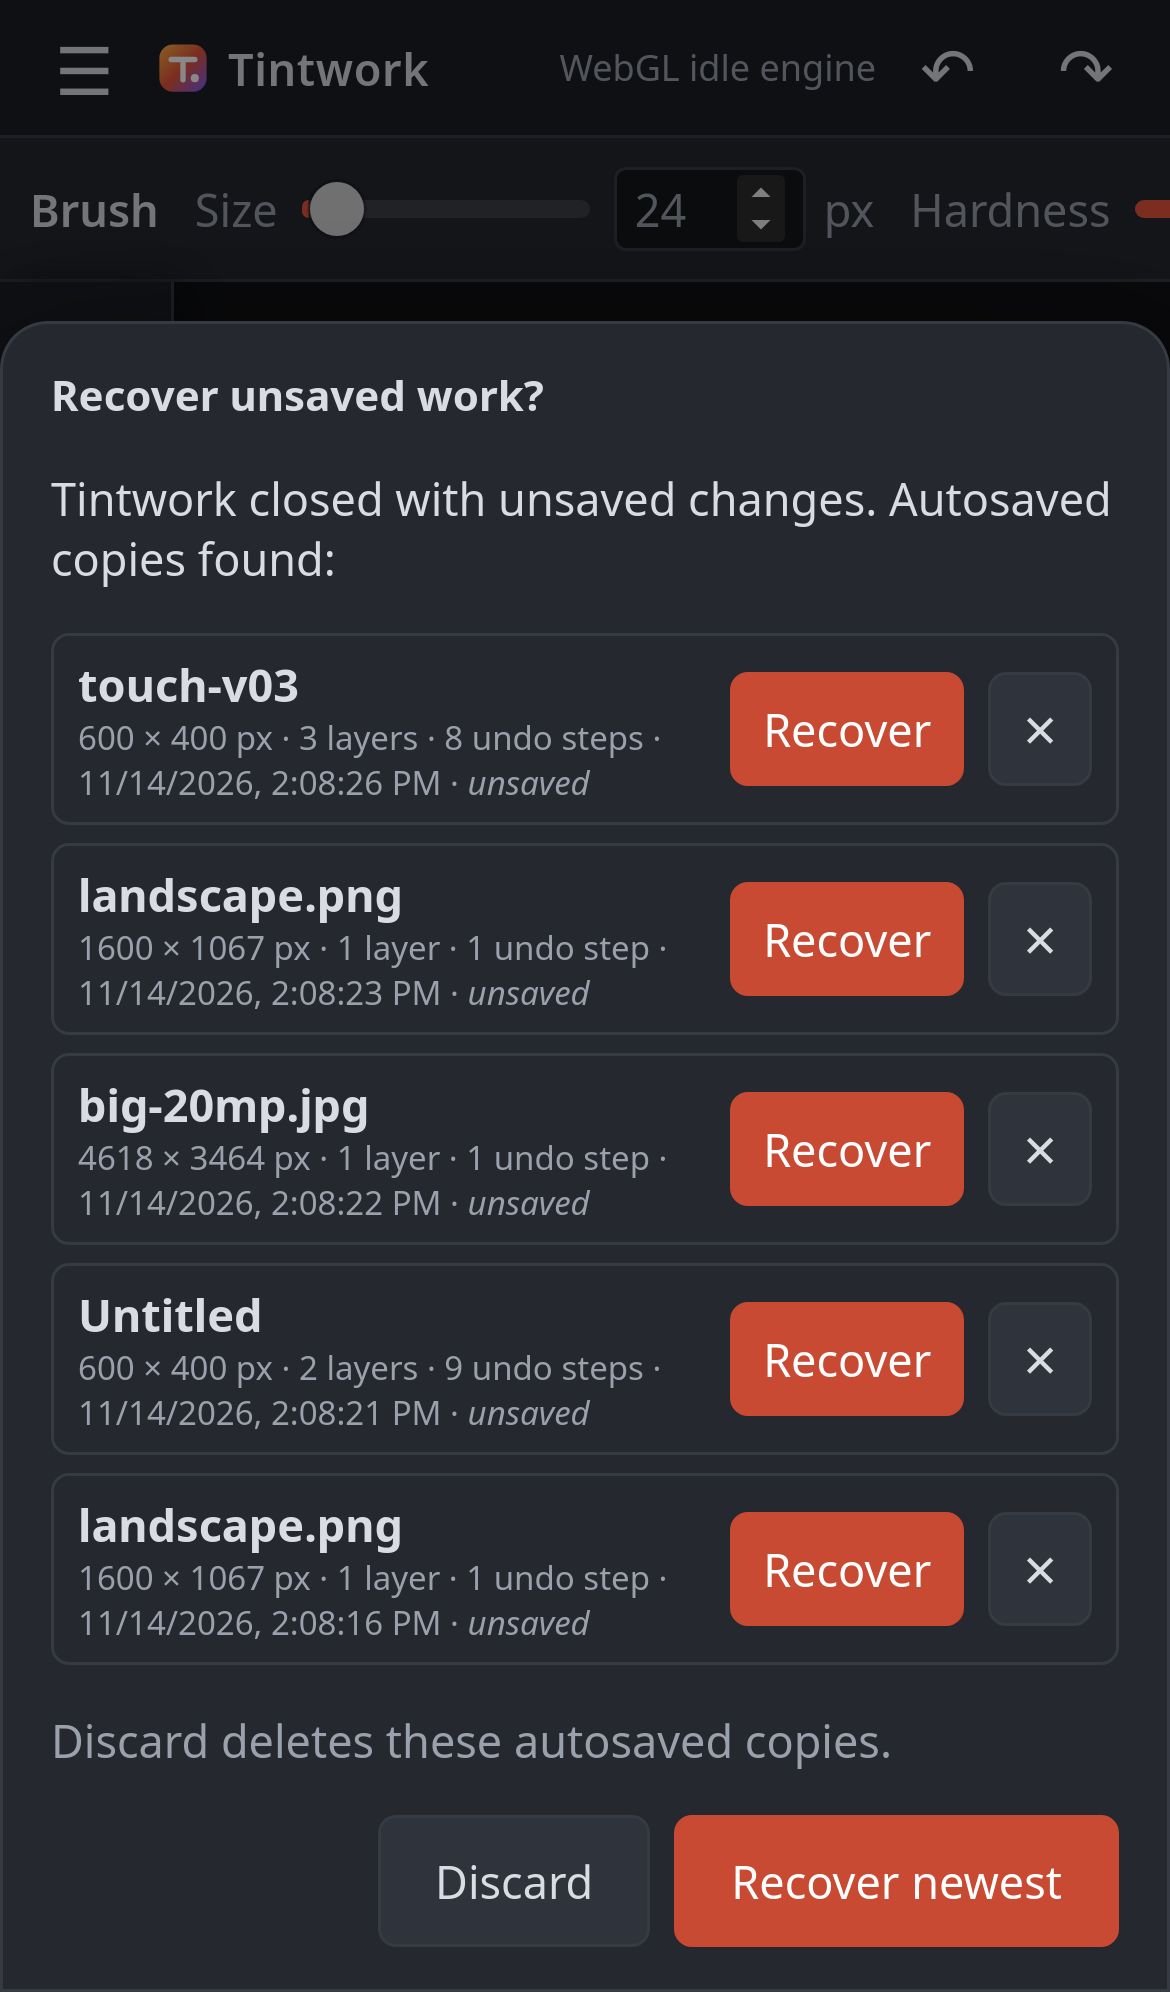 Tintwork WebGL idle engine
Brush Size 24 px Hardness
Recover unsaved work?
Tintwork closed with unsaved changes. Autosaved
copies found:
touch-v03
600 × 400 px · 3 layers · 8 undo steps ·
11/14/2026, 2:08:26 PM · unsaved
Recover ✕
landscape.png
1600 × 1067 px · 1 layer · 1 undo step ·
11/14/2026, 2:08:23 PM · unsaved
Recover ✕
big-20mp.jpg
4618 × 3464 px · 1 layer · 1 undo step ·
11/14/2026, 2:08:22 PM · unsaved
Recover ✕
Untitled
600 × 400 px · 2 layers · 9 undo steps ·
11/14/2026, 2:08:21 PM · unsaved
Recover ✕
landscape.png
1600 × 1067 px · 1 layer · 1 undo step ·
11/14/2026, 2:08:16 PM · unsaved
Recover ✕
Discard deletes these autosaved copies.
Discard Recover newest